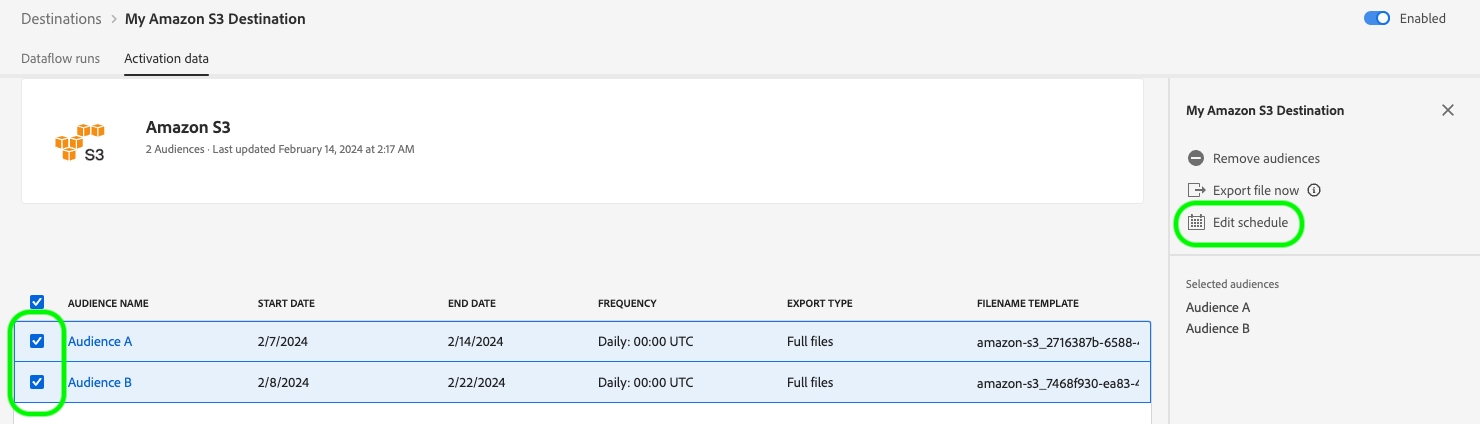 Destinations > My Amazon S3 Destination
Enabled
Dataflow runs Activation data
Amazon S3
2 Audiences · Last updated February 14, 2024 at 2:17 AM
S3
My Amazon S3 Destination
Remove audiences
Export file now
Edit schedule
Selected audiences
Audience A
Audience B
AUDIENCE NAME START DATE END DATE FREQUENCY EXPORT TYPE FILENAME TEMPLATE
Audience A 2/7/2024 2/14/2024 Daily: 00:00 UTC Full files amazon-s3_2716387b-6588-
Audience B 2/8/2024 2/22/2024 Daily: 00:00 UTC Full files amazon-s3_7468f930-ea83-4